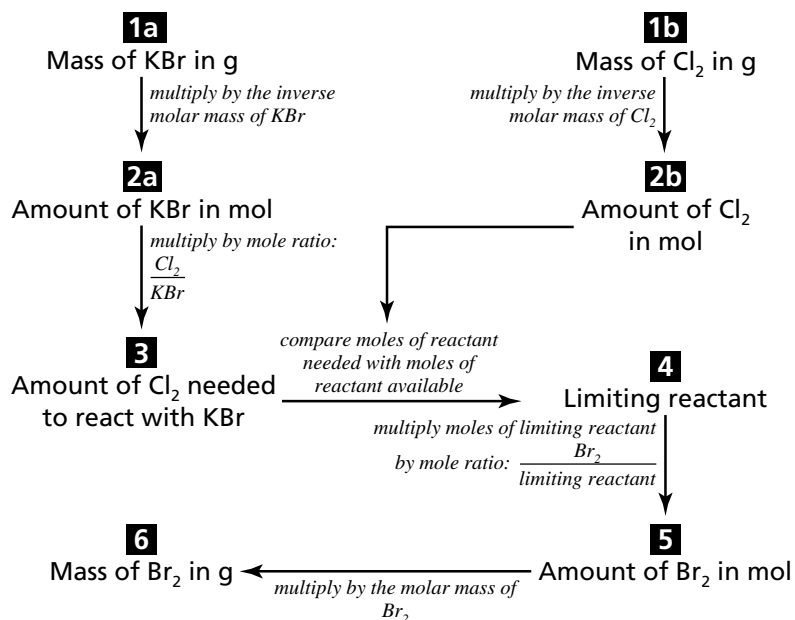 1a
Mass of KBr in g
multiply by the inverse
molar mass of KBr
1b
Mass of Cl₂ in g
multiply by the inverse
molar mass of Cl₂
2a
Amount of KBr in mol
multiply by mole ratio:
Cl₂
KBr
2b
Amount of Cl₂
in mol
3
Amount of Cl₂ needed
to react with KBr
compare moles of reactant
needed with moles of
reactant available
4
Limiting reactant
multiply moles of limiting reactant
by mole ratio: Br₂
limiting reactant
5
Amount of Br₂ in mol
multiply by the molar mass of
Br₂
6
Mass of Br₂ in g